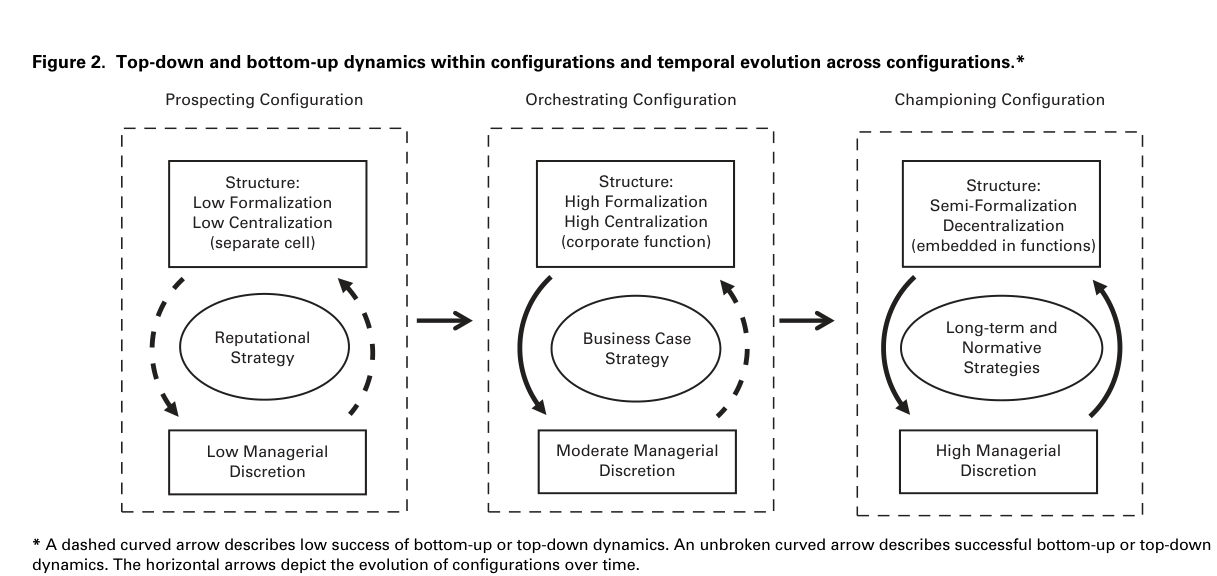 Figure 2. Top-down and bottom-up dynamics within configurations and temporal evolution across configurations.*
Prospecting Configuration
Orchestrating Configuration
Championing Configuration
Structure:
Low Formalization
Low Centralization
(separate cell)
Structure:
High Formalization
High Centralization
(corporate function)
Structure:
Semi-Formalization
Decentralization
(embedded in functions)
Reputational
Strategy
Business Case
Strategy
Long-term and
Normative
Strategies
Low Managerial
Discretion
Moderate Managerial
Discretion
High Managerial
Discretion
* A dashed curved arrow describes low success of bottom-up or top-down dynamics. An unbroken curved arrow describes successful bottom-up or top-down
dynamics. The horizontal arrows depict the evolution of configurations over time.